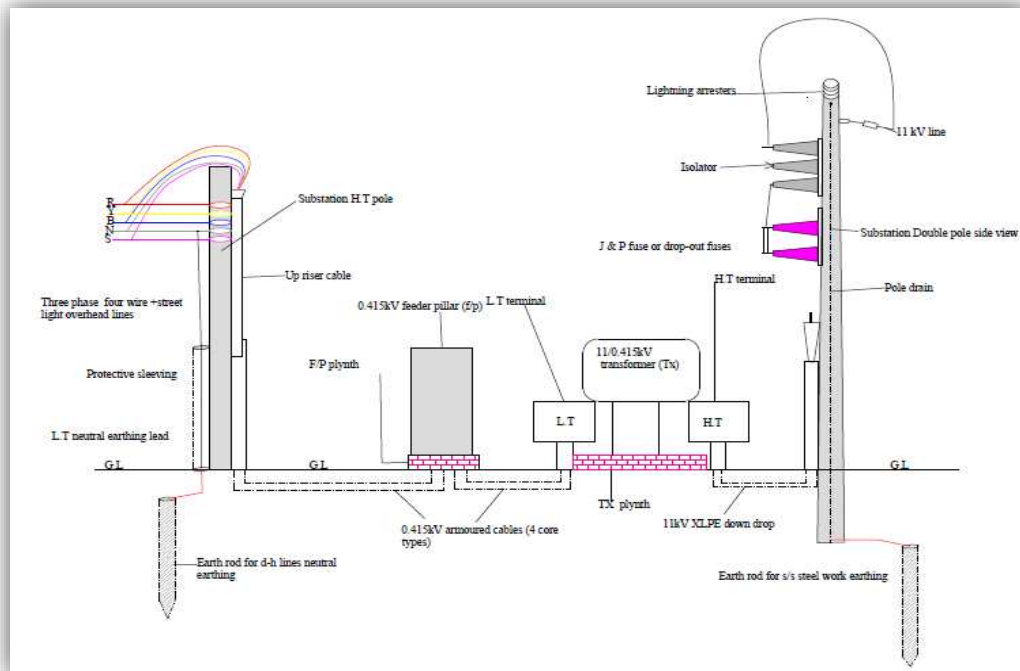 Lightning arresters
11 kV line
Isolator
Substation H.T pole
R
Y
B
N
S
Substation Double pole side view
J & P fuse or drop-out fuses
Up riser cable
H.T terminal
Pole drain
L.T terminal
Three phase four wire +street
light overhead lines
0.415kV feeder pillar (f/p)
11/0.415kV
transformer (Tx)
F/P plynth
Protective sleeving
L.T
H.T
L.T neutral earthing lead
G.L
G.L
G.L
TX plynth
11kV XLPE down drop
0.415kV armoured cables (4 core
types)
Earth rod for d-h lines neutral
earthing
Earth rod for s/s steel work earthing